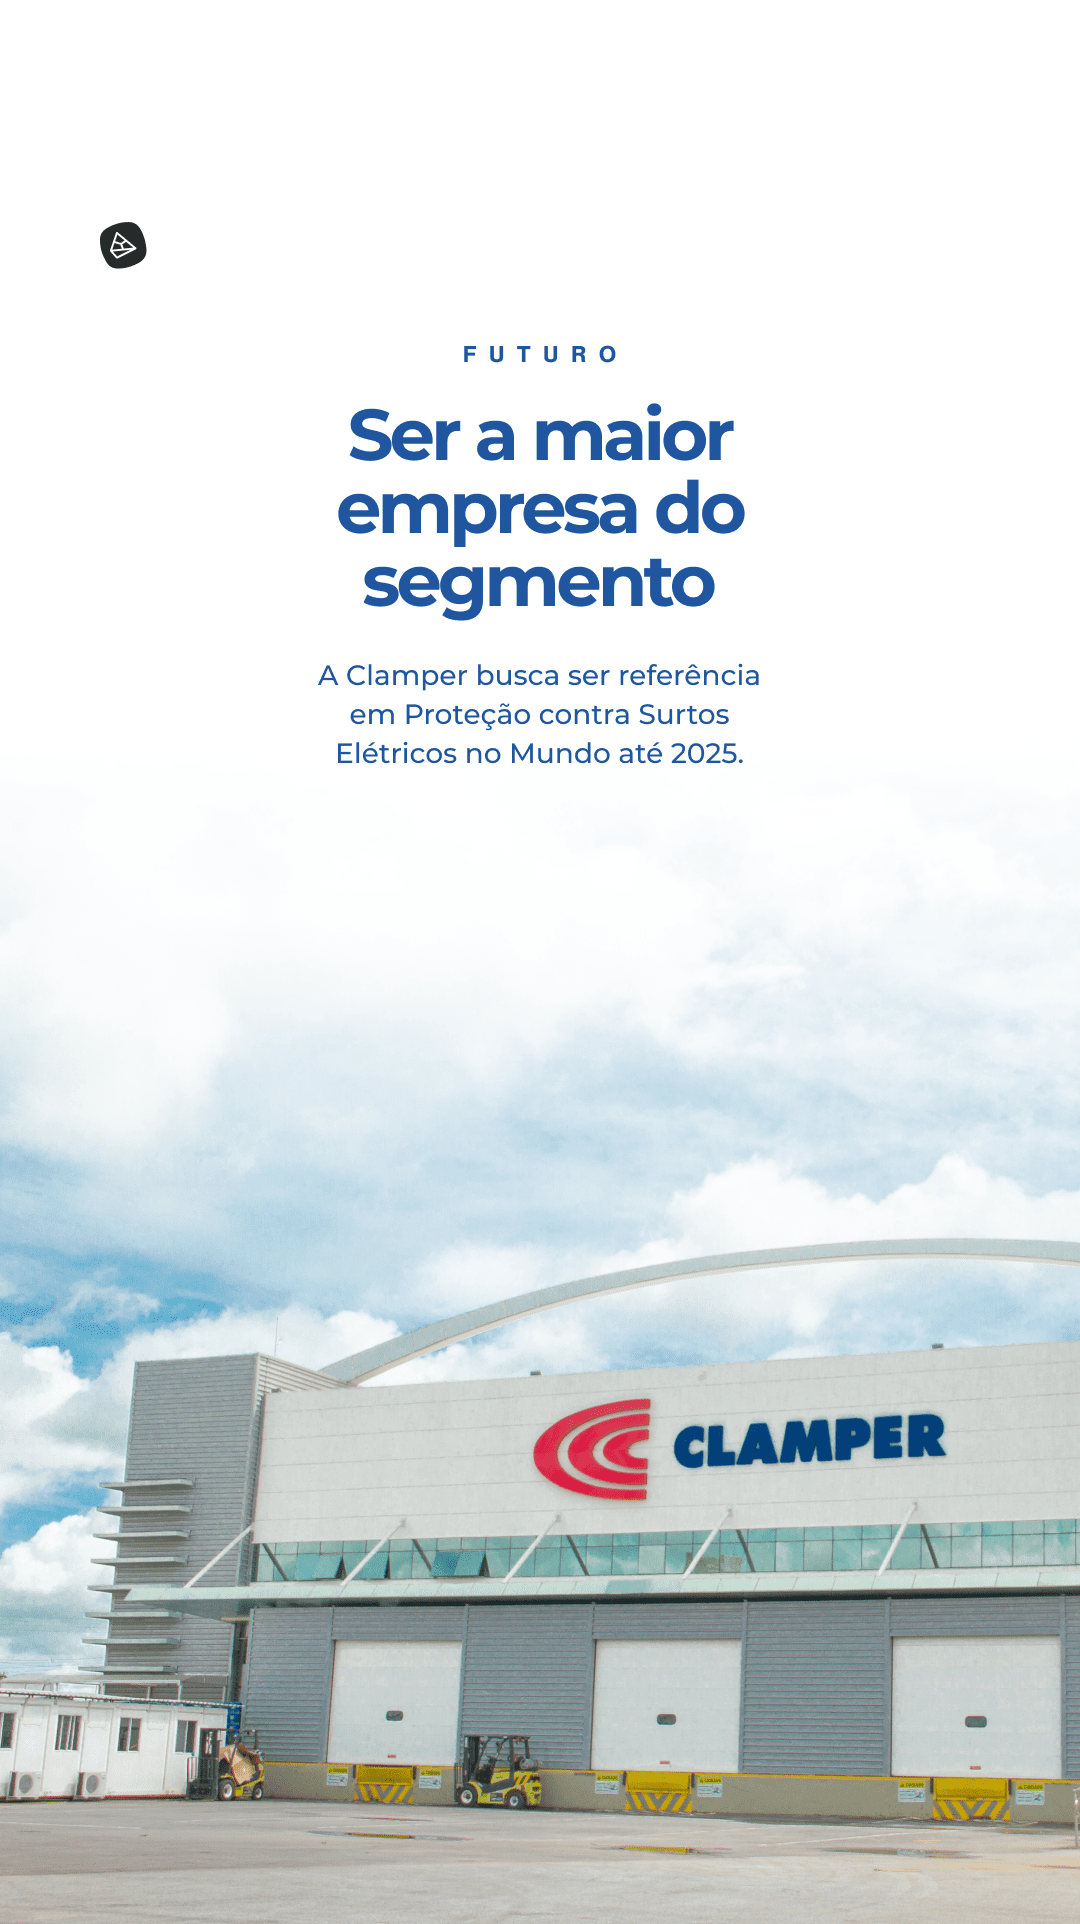 FUTURO
Ser a maior
empresa do
segmento
A Clamper busca ser referência
em Proteção contra Surtos
Elétricos no Mundo até 2025.
CLAMPER